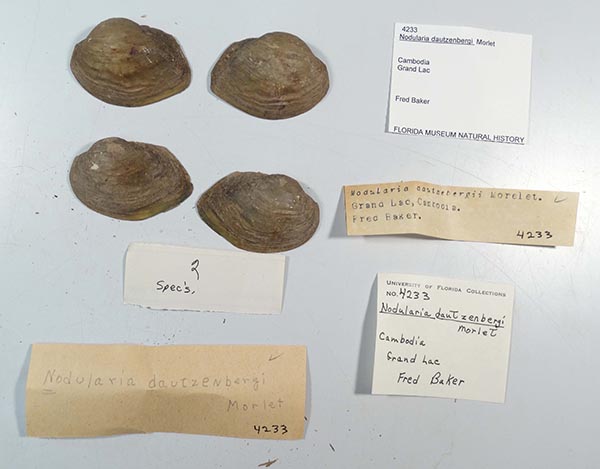 4233
Nodularia dautzenbergi Morlet
Cambodia
Grand Lac
Fred Baker
FLORIDA MUSEUM NATURAL HISTORY
Nodularia dautzebergii Morelet.
Grand Lac, Cambodia.
Fred Baker.
4233
2
Spec's,
UNIVERSITY OF FLORIDA COLLECTIONS
NO. 4233
Nodularia dautzenbergi
morlet
Cambodia
Grand Lac
Fred Baker
Nodularia dautzenbergi
Morlet
4233